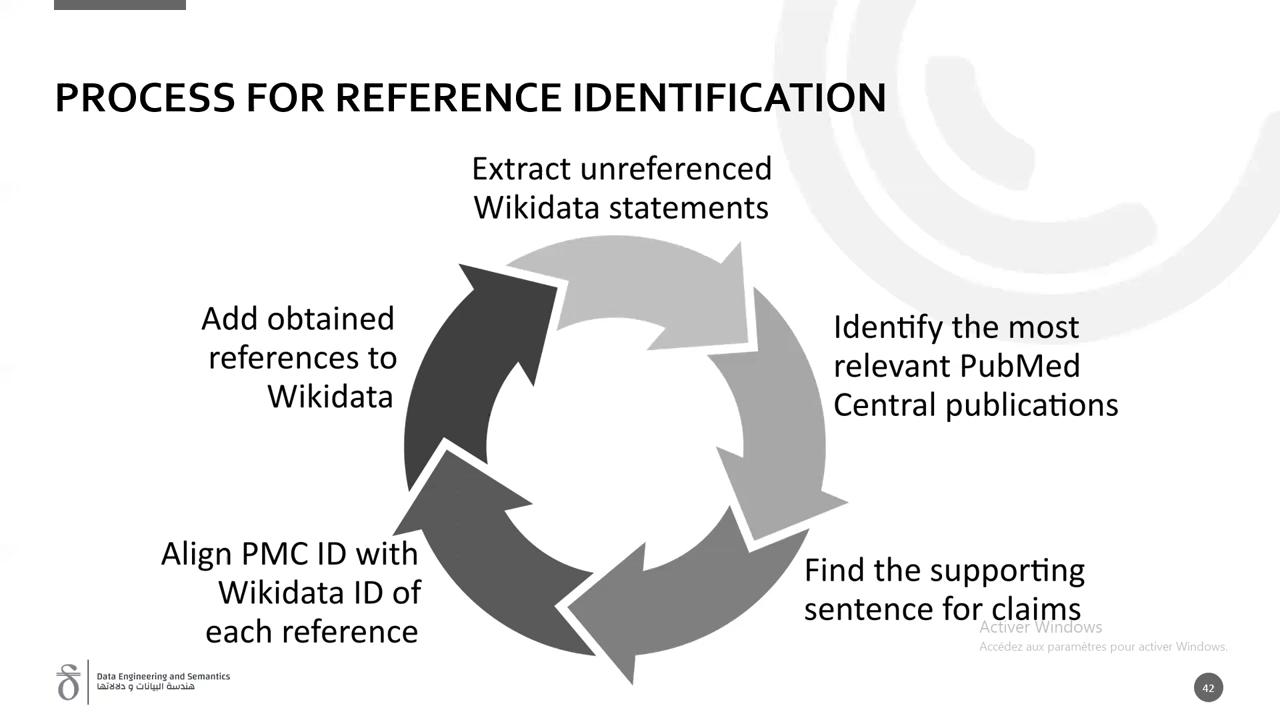 PROCESS FOR REFERENCE IDENTIFICATION
Extract unreferenced
Wikidata statements
Identify the most
relevant PubMed
Central publications
Find the supporting
sentence for claims
Align PMC ID with
Wikidata ID of
each reference
Add obtained
references to
Wikidata
Activer Windows
Accédez aux paramètres pour activer Windows.
Data Engineering and Semantics
هندسة البيانات و دلالاتها
42